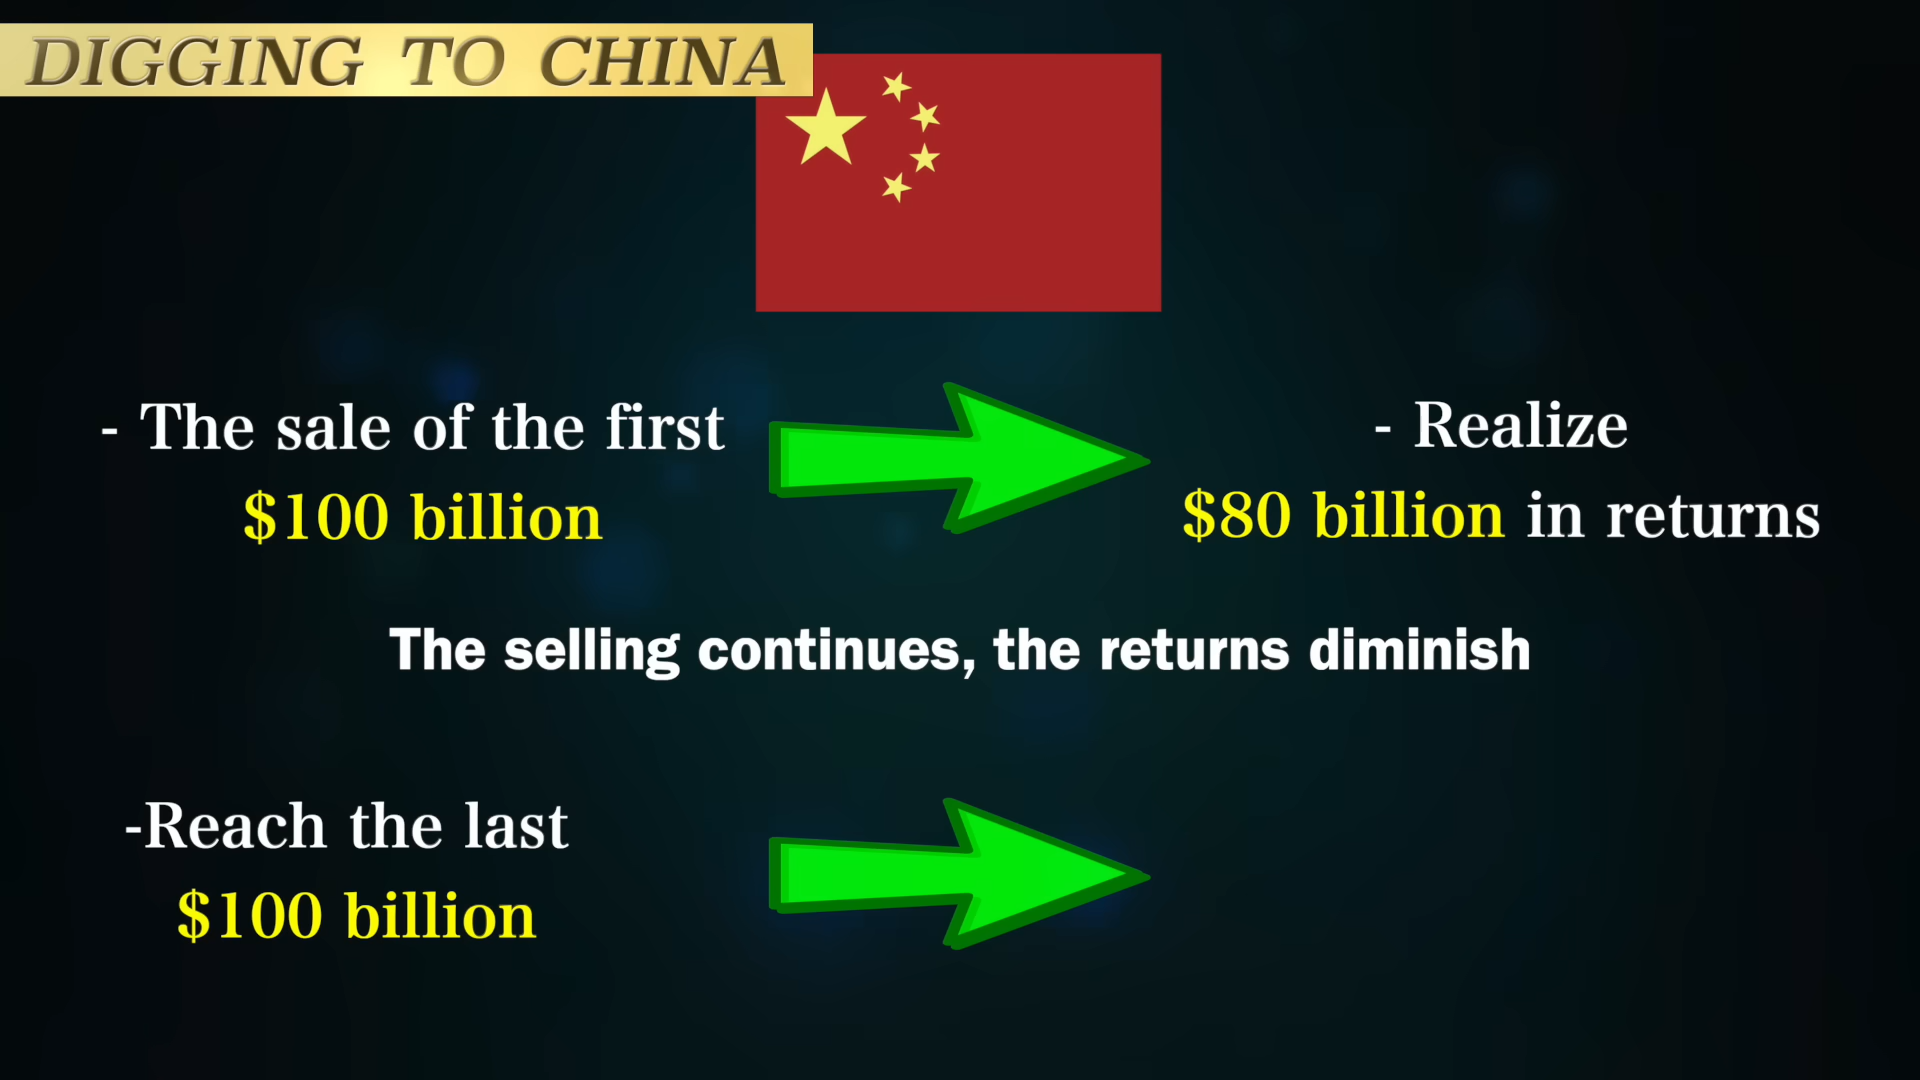 DIGGING TO CHINA
- The sale of the first
$100 billion
- Realize
$80 billion in returns
The selling continues, the returns diminish
-Reach the last
$100 billion